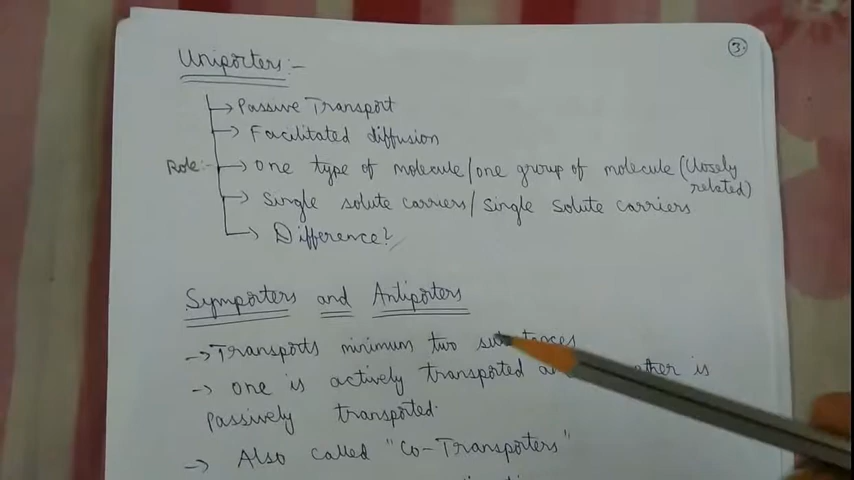 3.
Uniporters:-
→ Passive Transport
→ Facilitated diffusion
Role:- → One type of molecule/one group of molecule (Closely related)
→ Single solute carriers/Single Solute carriers
→ Difference?
Symporters and Antiporters
→ Transports minimum two
→ One is actively transported other is
passively transported.
→ Also called "Co-Transporters"